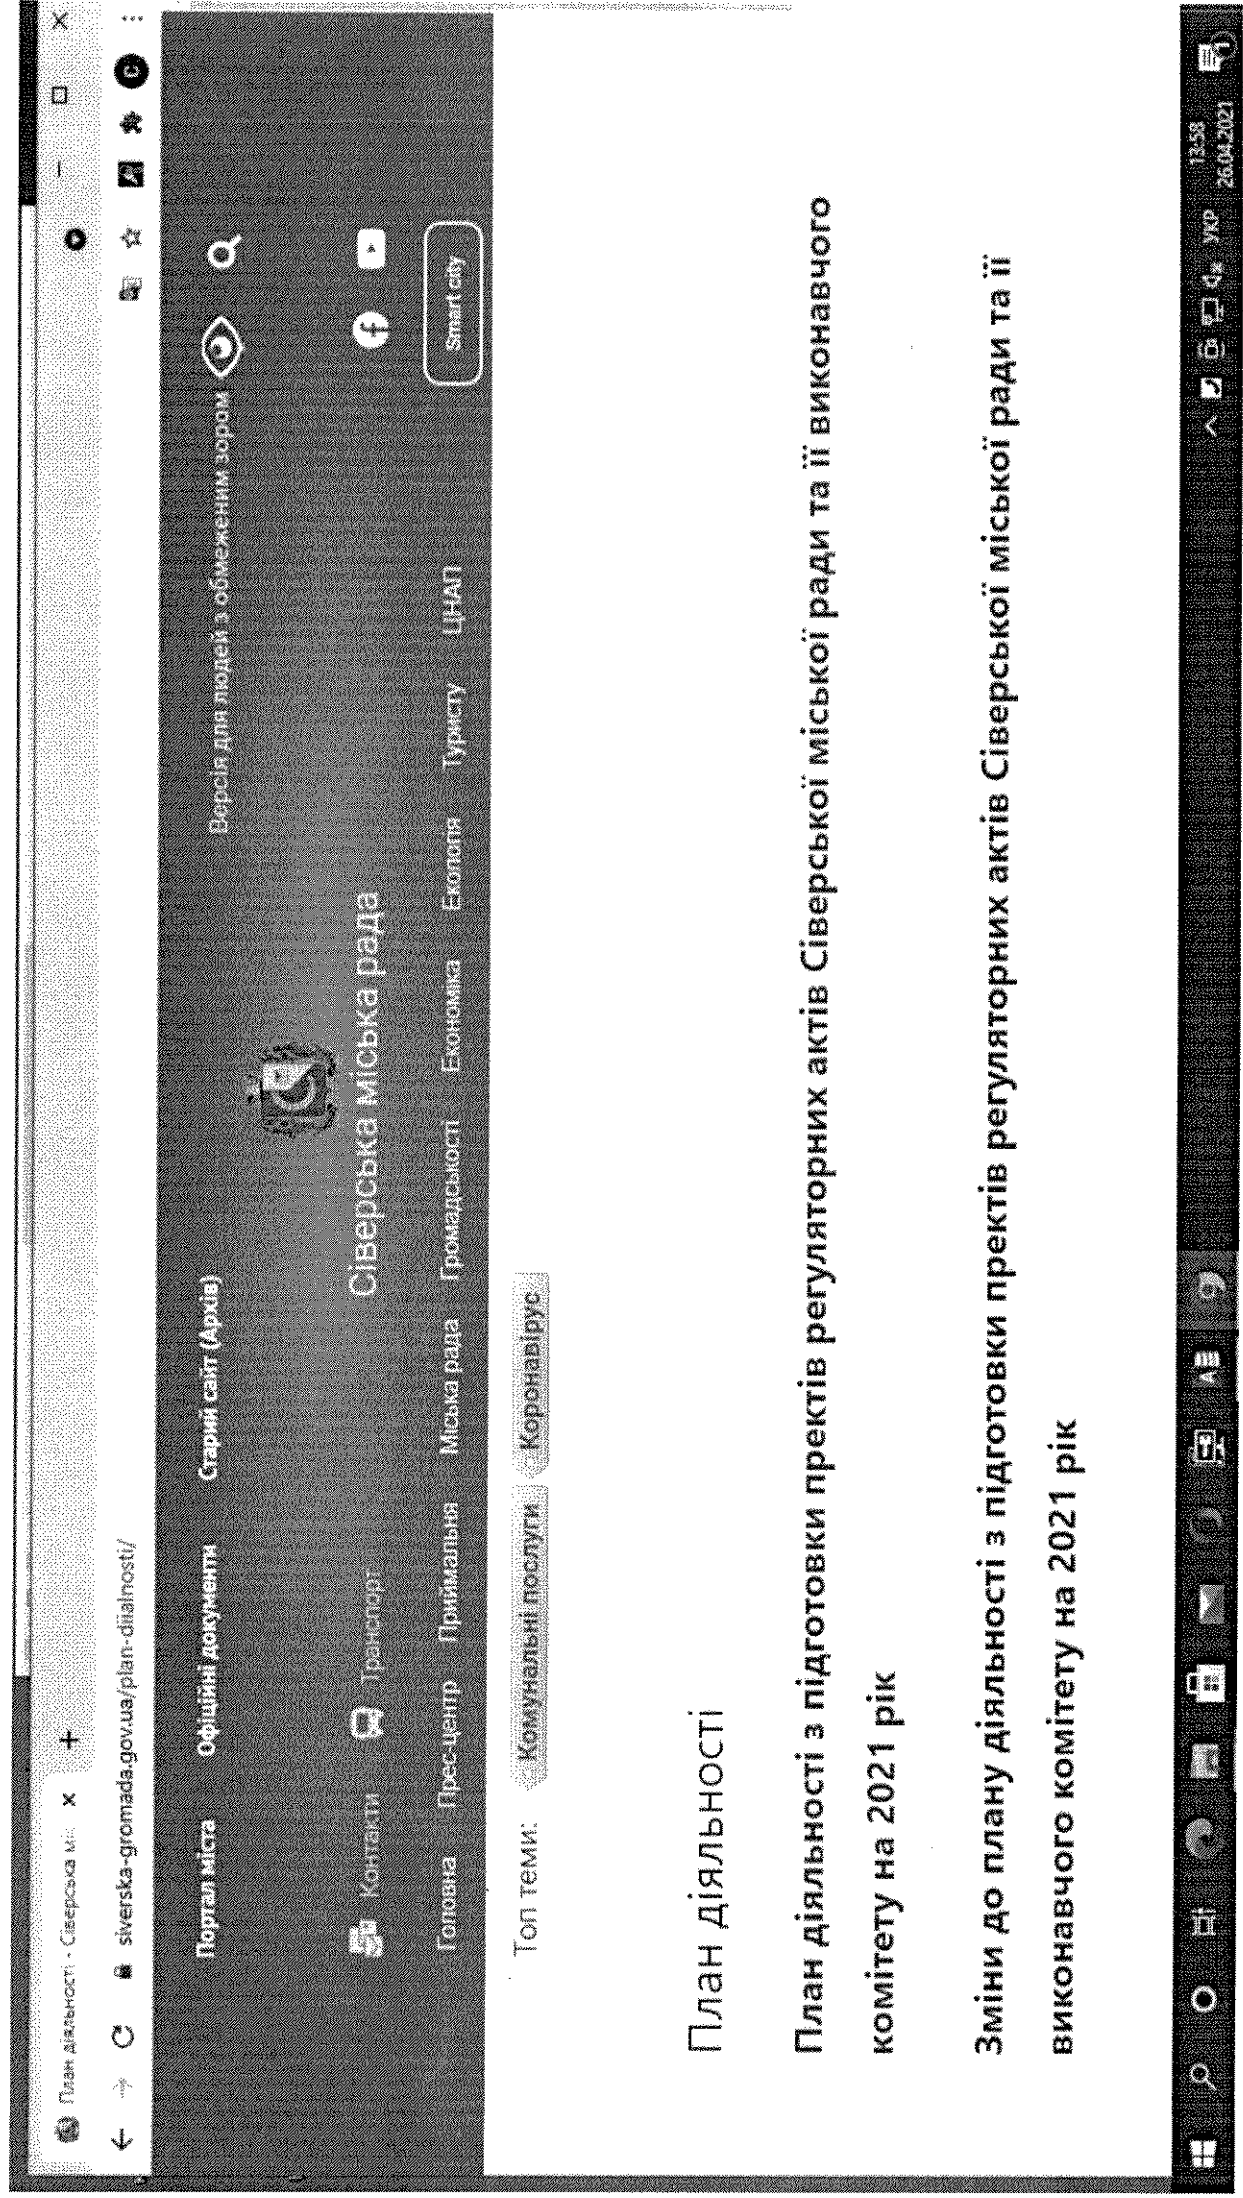 План діяльності - Сіверська мі
siverska-gromada.gov.ua/plan-diialnosti/
Портал міста Офіційні документи Старий сайт (Архів) Версія для людей з обмеженим зором
Сіверська міська рада
Контакти Транспорт
Smart city
Головна Прес-центр Приймальня Міська рада Громадськості Економіка Екологія Туристу ЦНАП
Топ теми: Комунальні послуги Коронавірус
План діяльності
План діяльності з підготовки пректів регуляторних актів Сіверської міської ради та її виконавчого
комітету на 2021 рік
Зміни до плану діяльності з підготовки пректів регуляторних актів Сіверської міської ради та її
виконавчого комітету на 2021 рік
УКР
13:58
26.04.2021
1